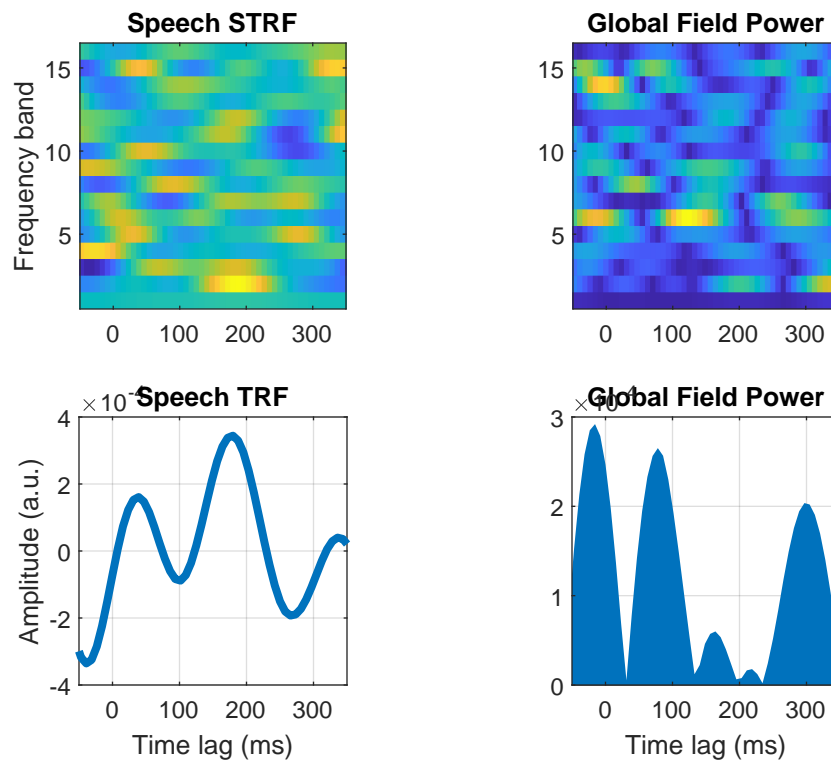 Speech STRF
Frequency band
15
10
5
0 100 200 300
Global Field Power
15
10
5
0 100 200 300
Speech TRF
× 10-4
Amplitude (a.u.)
4
2
0
-2
-4
0 100 200 300
Time lag (ms)
Global Field Power
3
2
1
0
0 100 200 300
Time lag (ms)